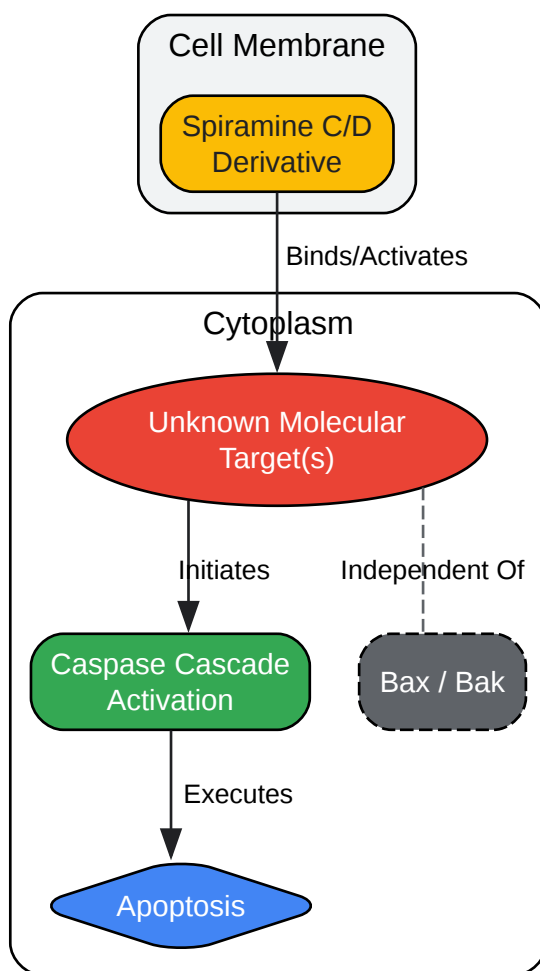 Cell Membrane
Spiramine C/D
Derivative
Binds/Activates
Cytoplasm
Unknown Molecular
Target(s)
Initiates
Independent Of
Caspase Cascade
Activation
Bax / Bak
Executes
Apoptosis